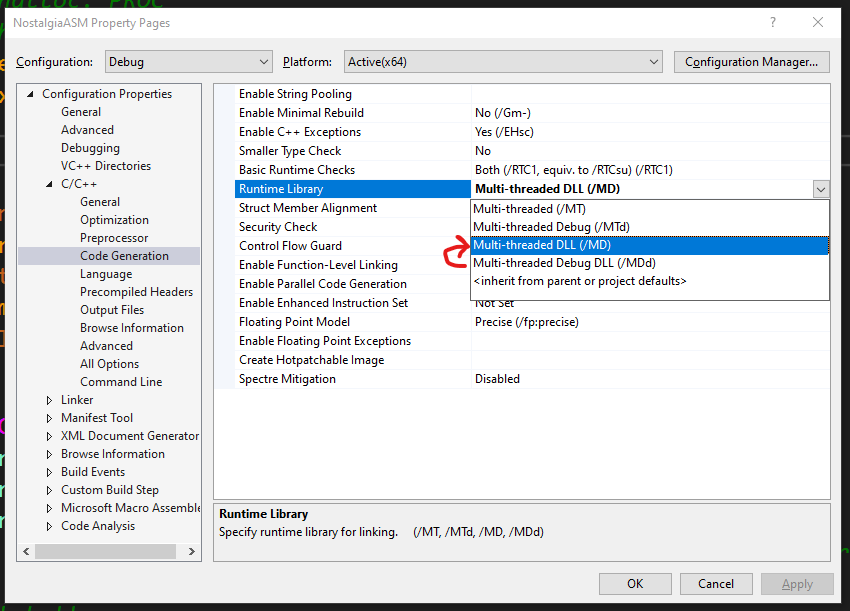 NostalgiaASM Property Pages
Configuration: Debug Platform: Active(x64) Configuration Manager...
Configuration Properties
General
Advanced
Debugging
VC++ Directories
C/C++
General
Optimization
Preprocessor
Code Generation
Language
Precompiled Headers
Output Files
Browse Information
Advanced
All Options
Command Line
Linker
Manifest Tool
XML Document Generator
Browse Information
Build Events
Custom Build Step
Microsoft Macro Assemble
Code Analysis
Enable String Pooling
Enable Minimal Rebuild No (/Gm-)
Enable C++ Exceptions Yes (/EHsc)
Smaller Type Check No
Basic Runtime Checks Both (/RTC1, equiv. to /RTCsu) (/RTC1)
Runtime Library Multi-threaded DLL (/MD)
Struct Member Alignment
Security Check
Control Flow Guard
Enable Function-Level Linking
Enable Parallel Code Generation
Enable Enhanced Instruction Set Not Set
Floating Point Model Precise (/fp:precise)
Enable Floating Point Exceptions
Create Hotpatchable Image
Spectre Mitigation Disabled
Multi-threaded (/MT)
Multi-threaded Debug (/MTd)
Multi-threaded DLL (/MD)
Multi-threaded Debug DLL (/MDd)
<inherit from parent or project defaults>
Runtime Library
Specify runtime library for linking. (/MT, /MTd, /MD, /MDd)
OK Cancel Apply